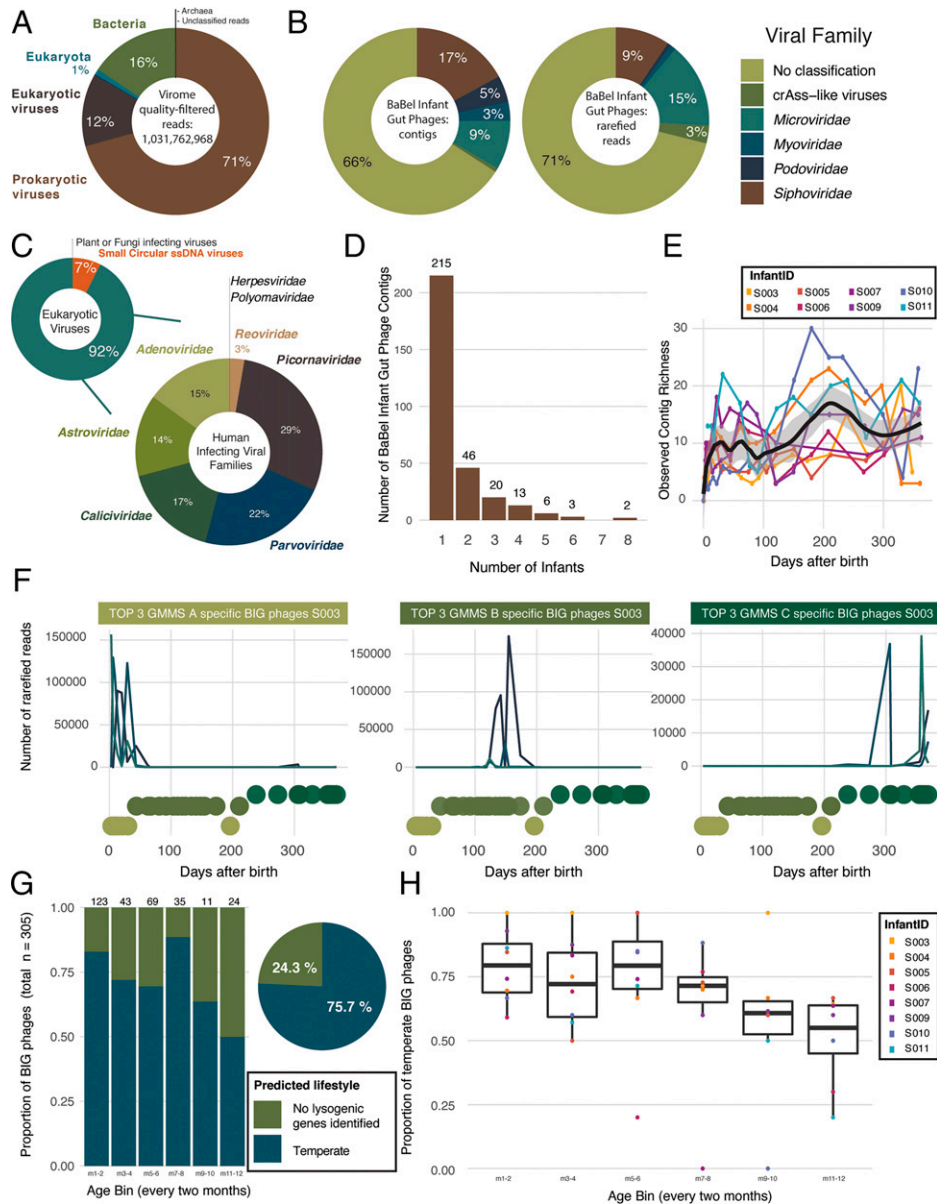 A
Bacteria
- Archaea
- Unclassified reads
Eukaryota
1%
16%
Eukaryotic viruses
12%
Virome
quality-filtered
reads:
1,031,762,968
71%
Prokaryotic
viruses
B
17%
5%
3%
9%
66%
BaBel Infant
Gut Phages:
contigs
9%
15%
3%
71%
BaBel Infant
Gut Phages:
rarefied
reads
Viral Family
No classification
crAss-like viruses
Microviridae
Myoviridae
Podoviridae
Siphoviridae
C
Plant or Fungi infecting viruses
Small Circular ssDNA viruses
7%
Eukaryotic
Viruses
92%
Herpesviridae
Polyomaviridae
Reoviridae
3%
Adenoviridae
Picornaviridae
15%
29%
Astroviridae
14%
Human
Infecting Viral
Families
17%
22%
Caliciviridae
Parvoviridae
D
Number of BaBel Infant Gut Phage Contigs
200
150
100
50
0
215
46
20
13
6
3
2
1 2 3 4 5 6 7 8
Number of Infants
E
InfantID
S003 S005 S007 S010
S004 S006 S009 S011
Observed Contig Richness
30
20
10
0
0 100 200 300
Days after birth
F
TOP 3 GMMS A specific BIG phages S003
TOP 3 GMMS B specific BIG phages S003
TOP 3 GMMS C specific BIG phages S003
Number of rarefied reads
150000
100000
50000
0
150000
100000
50000
0
40000
30000
20000
10000
0
0 100 200 300
0 100 200 300
0 100 200 300
Days after birth
Days after birth
Days after birth
G
Proportion of BIG phages (total n = 305)
123 43 69 35 11 24
1.00
0.75
0.50
0.25
0.00
m1-2 m3-4 m5-6 m7-8 m9-10 m11-12
Age Bin (every two months)
24.3 %
75.7 %
Predicted lifestyle
No lysogenic
genes identified
Temperate
H
Proportion of temperate BIG phages
1.00
0.75
0.50
0.25
0.00
m1-2 m3-4 m5-6 m7-8 m9-10 m11-12
Age Bin (every two months)
InfantID
S003
S004
S005
S006
S007
S009
S010
S011